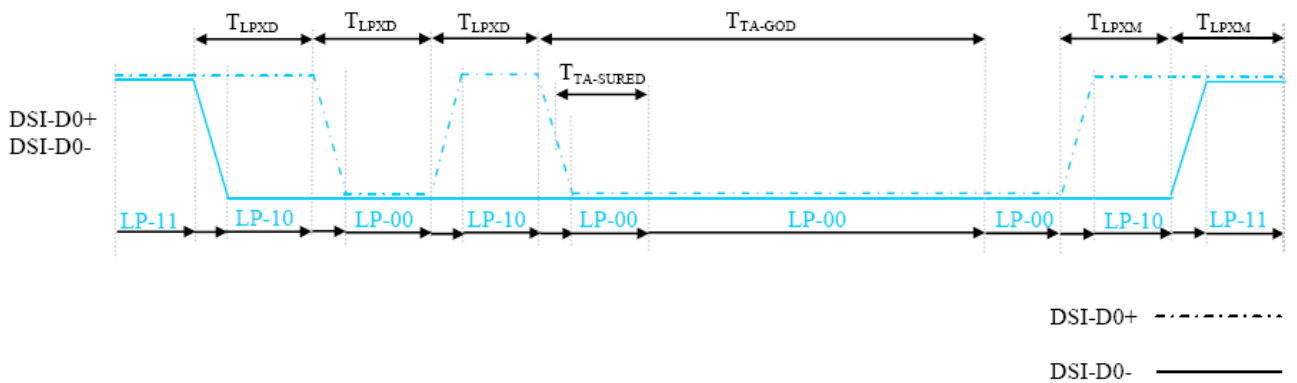 TLPXD TLPXD TLPXD TTA-GOD TLPXM TLPXM
TTA-SURED
DSI-D0+
DSI-D0-
LP-11 LP-10 LP-00 LP-10 LP-00 LP-00 LP-00 LP-10 LP-11
DSI-D0+
DSI-D0-